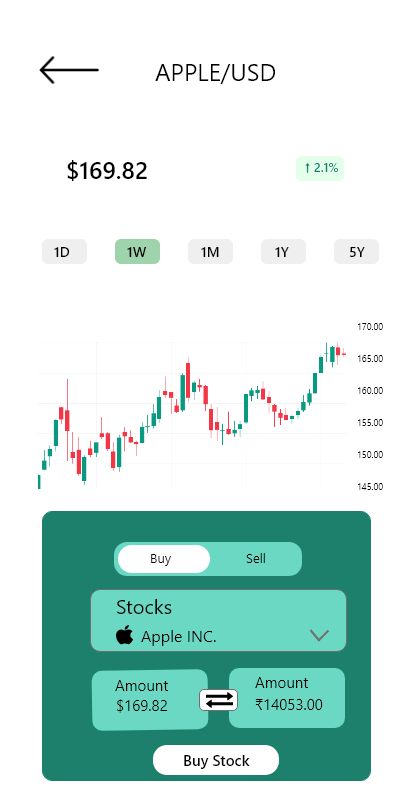 APPLE/USD
$169.82
↑ 2.1%
1D 1W 1M 1Y 5Y
170.00
165.00
160.00
155.00
150.00
145.00
Buy Sell
Stocks
Apple INC.
Amount Amount
$169.82 ₹14053.00
Buy Stock